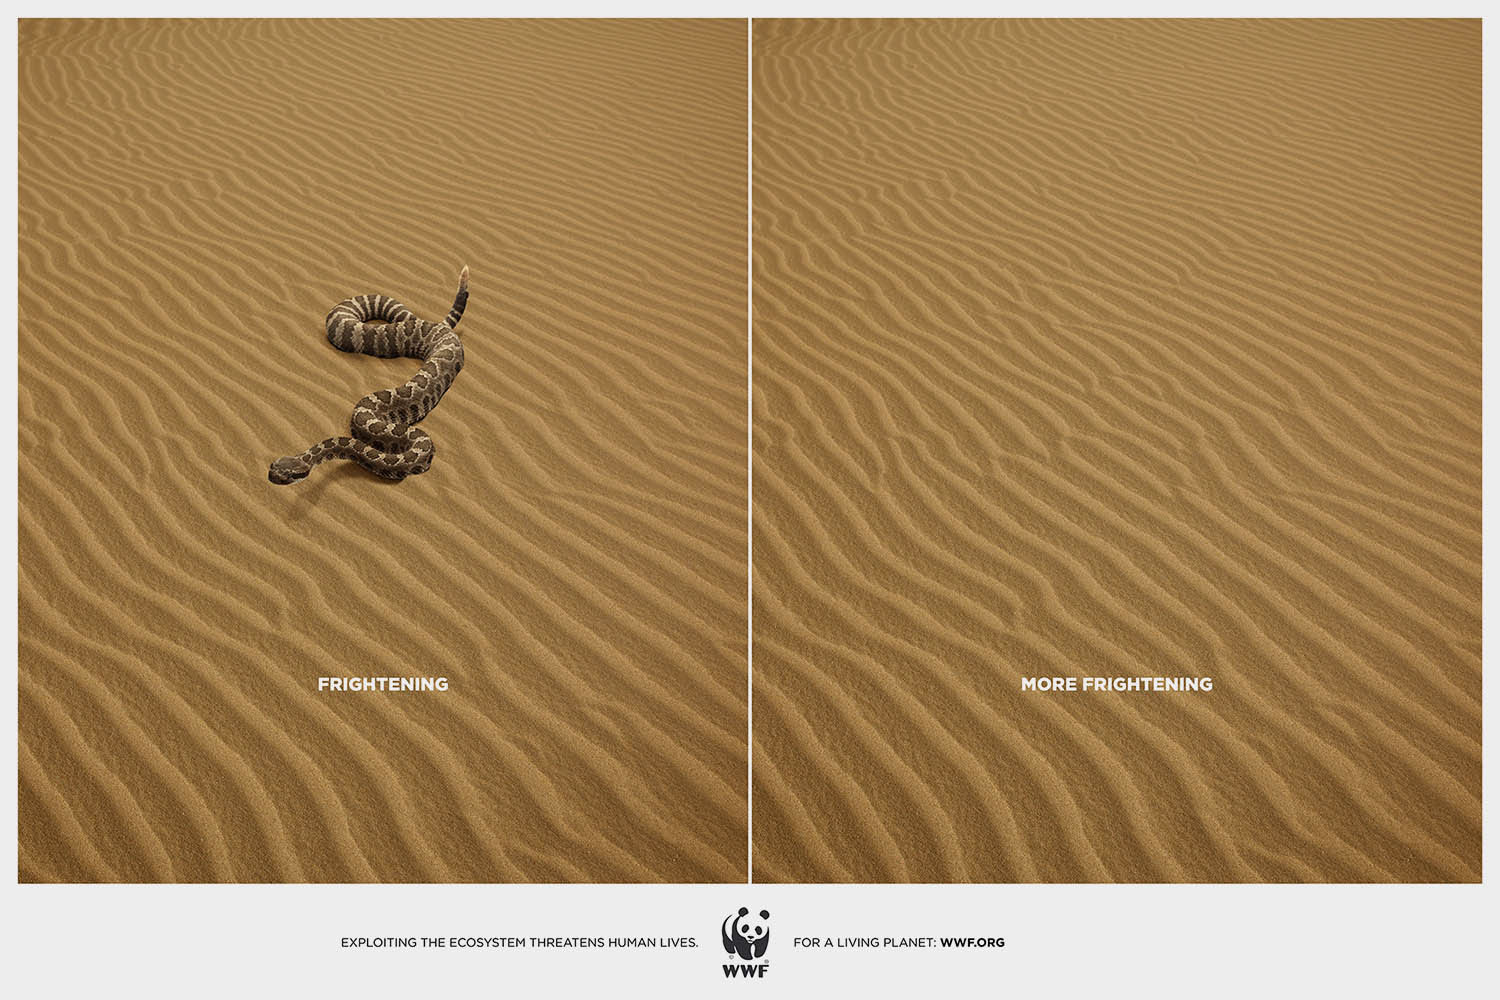 FRIGHTENING
MORE FRIGHTENING
EXPLOITING THE ECOSYSTEM THREATENS HUMAN LIVES.
WWF
FOR A LIVING PLANET: WWF.ORG